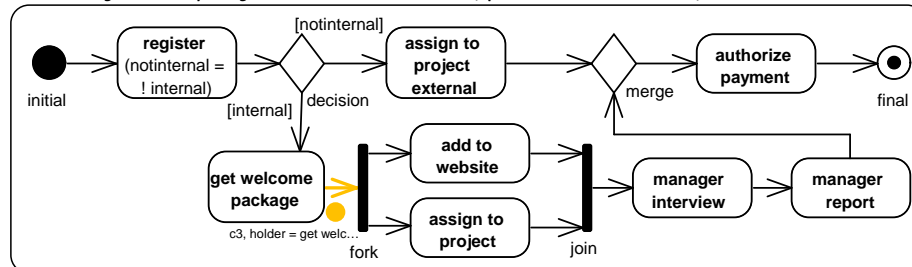 [notinternal]
register
(notinternal =
! internal)
assign to
project
external
authorize
payment
initial
[internal]
decision
merge
final
get welcome
package
add to
website
manager
interview
manager
report
assign to
project
c3, holder = get welc...
fork
join